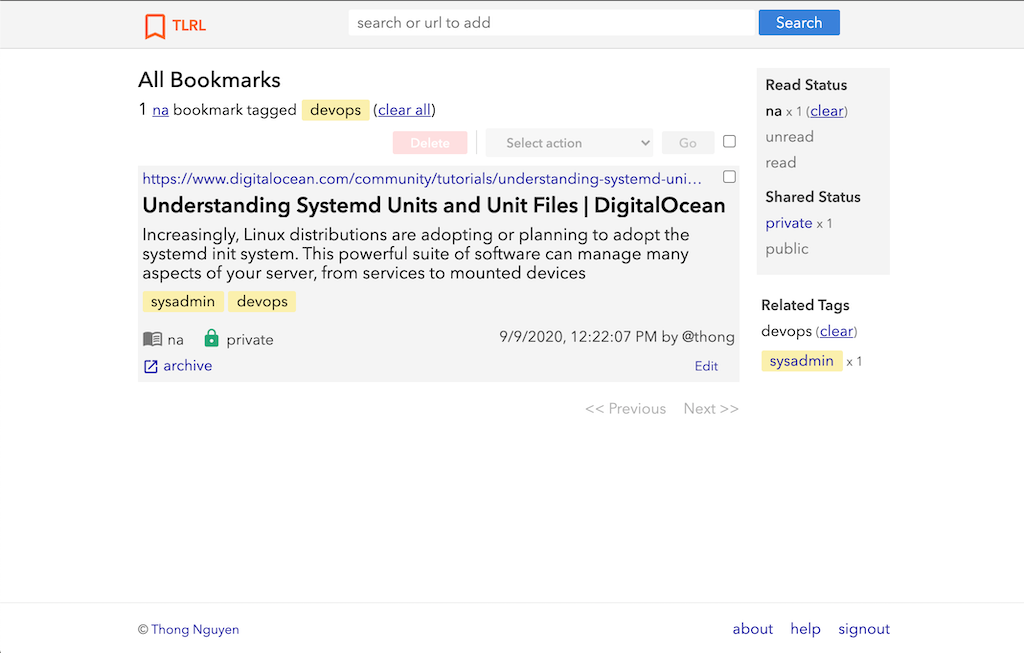 TLRL
search or url to add
Search
All Bookmarks
1 na bookmark tagged devops (clear all)
Delete
Select action
Go
https://www.digitalocean.com/community/tutorials/understanding-systemd-uni…
Understanding Systemd Units and Unit Files | DigitalOcean
Increasingly, Linux distributions are adopting or planning to adopt the
systemd init system. This powerful suite of software can manage many
aspects of your server, from services to mounted devices
sysadmin devops
na private
9/9/2020, 12:22:07 PM by @thong
archive
Edit
<< Previous Next >>
Read Status
na x 1 (clear)
unread
read
Shared Status
private x 1
public
Related Tags
devops (clear)
sysadmin x 1
© Thong Nguyen
about help signout